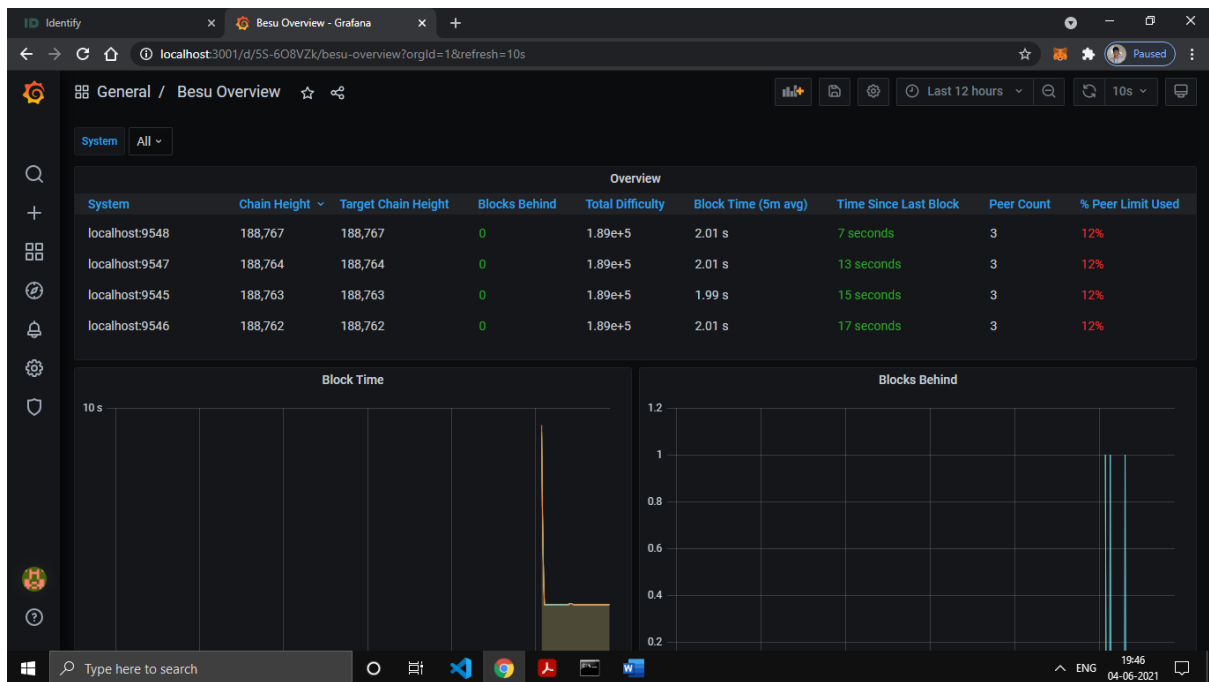 ID Identify
Besu Overview - Grafana
localhost:3001/d/5S-6O8VZk/besu-overview?orgId=1&refresh=10s
Paused
General / Besu Overview
Last 12 hours
10s
System All
Overview
System Chain Height Target Chain Height Blocks Behind Total Difficulty Block Time (5m avg) Time Since Last Block Peer Count % Peer Limit Used
localhost:9548 188,767 188,767 0 1.89e+5 2.01 s 7 seconds 3 12%
localhost:9547 188,764 188,764 0 1.89e+5 2.01 s 13 seconds 3 12%
localhost:9545 188,763 188,763 0 1.89e+5 1.99 s 15 seconds 3 12%
localhost:9546 188,762 188,762 0 1.89e+5 2.01 s 17 seconds 3 12%
Block Time
10 s
Blocks Behind
1.2
1
0.8
0.6
0.4
0.2
Type here to search
ENG
19:46
04-06-2021